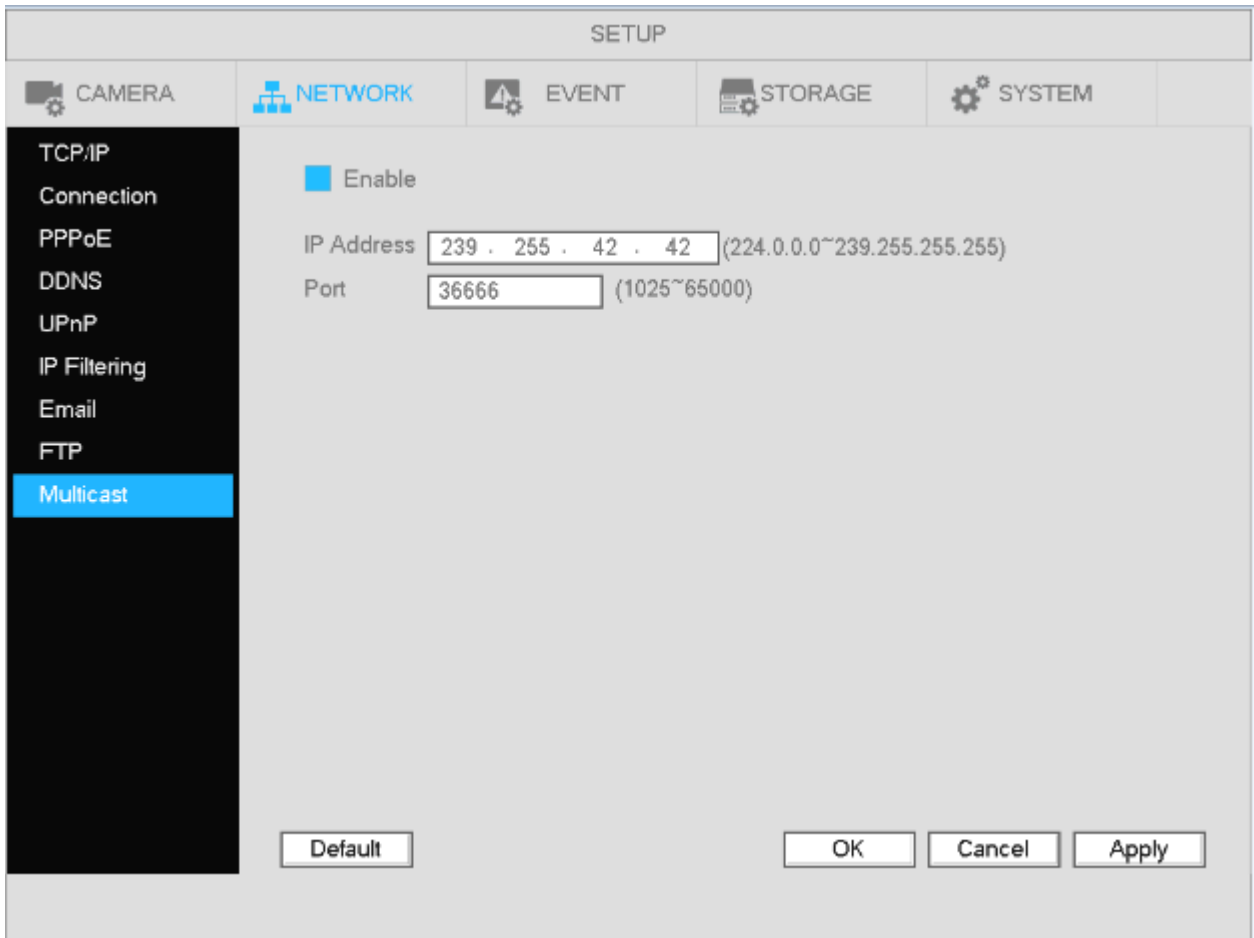 SETUP
CAMERA NETWORK EVENT STORAGE SYSTEM
TCP/IP
Connection
PPPoE
DDNS
UPnP
IP Filtering
Email
FTP
Multicast
Enable
IP Address 239 . 255 . 42 . 42 (224.0.0.0~239.255.255.255)
Port 36666 (1025~65000)
Default OK Cancel Apply